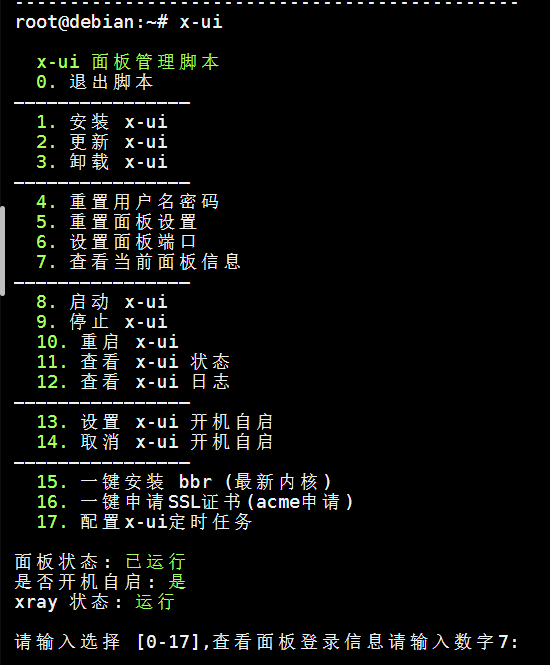 ----------------------------------------------
root@debian:~# x-ui
x-ui 面板管理脚本
0. 退出脚本
————————————————
1. 安装 x-ui
2. 更新 x-ui
3. 卸载 x-ui
————————————————
4. 重置用户名密码
5. 重置面板设置
6. 设置面板端口
7. 查看当前面板信息
————————————————
8. 启动 x-ui
9. 停止 x-ui
10. 重启 x-ui
11. 查看 x-ui 状态
12. 查看 x-ui 日志
————————————————
13. 设置 x-ui 开机自启
14. 取消 x-ui 开机自启
————————————————
15. 一键安装 bbr (最新内核)
16. 一键申请SSL证书(acme申请)
17. 配置x-ui定时任务
面板状态: 已运行
是否开机自启: 是
xray 状态: 运行
请输入选择 [0-17],查看面板登录信息请输入数字7: